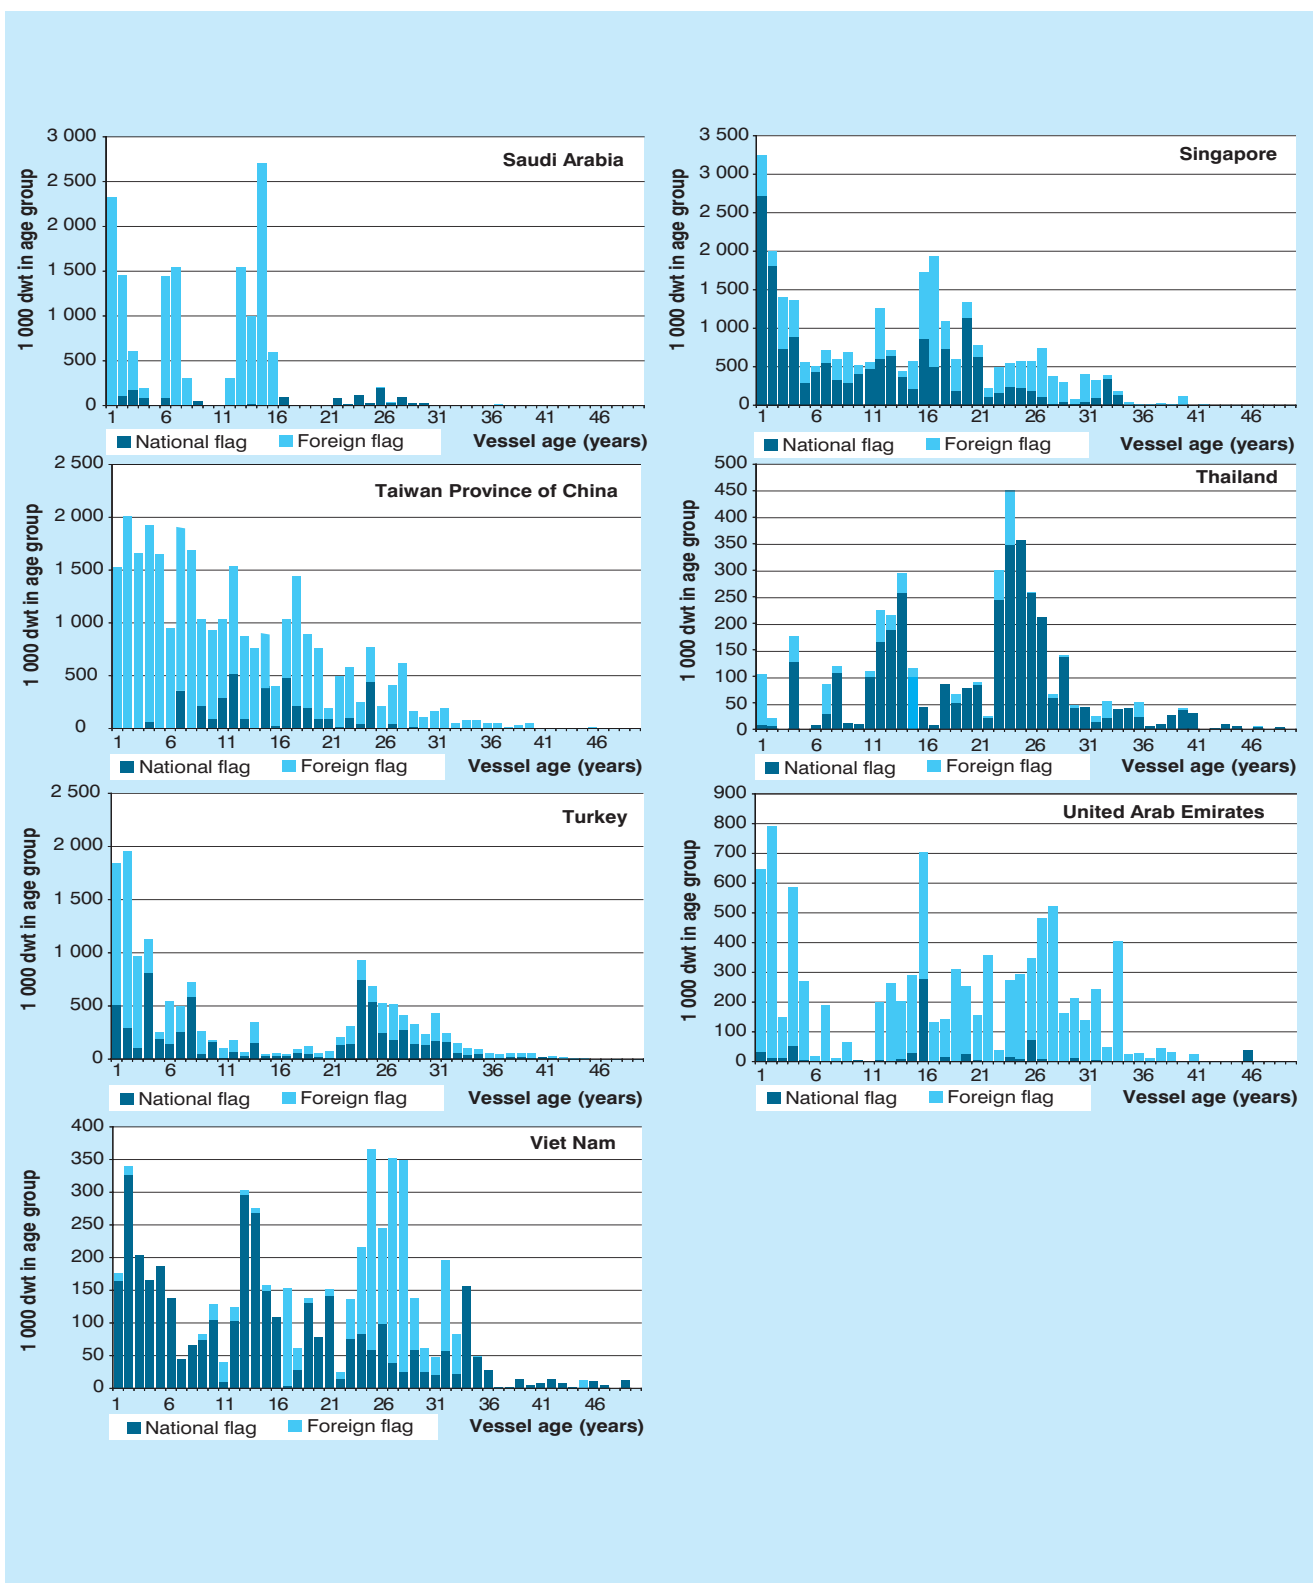 Saudi Arabia
1 000 dwt in age group
3 000
2 500
2 000
1 500
1 000
500
0
1 6 11 16 21 26 31 36 41 46
National flag Foreign flag Vessel age (years)
Singapore
1 000 dwt in age group
3 500
3 000
2 500
2 000
1 500
1 000
500
0
1 6 11 16 21 26 31 36 41 46
National flag Foreign flag Vessel age (years)
Taiwan Province of China
1 000 dwt in age group
2 500
2 000
1 500
1 000
500
0
1 6 11 16 21 26 31 36 41 46
National flag Foreign flag Vessel age (years)
Thailand
1 000 dwt in age group
500
450
400
350
300
250
200
150
100
50
0
1 6 11 16 21 26 31 36 41 46
National flag Foreign flag Vessel age (years)
Turkey
1 000 dwt in age group
2 500
2 000
1 500
1 000
500
0
1 6 11 16 21 26 31 36 41 46
National flag Foreign flag Vessel age (years)
United Arab Emirates
1 000 dwt in age group
900
800
700
600
500
400
300
200
100
0
1 6 11 16 21 26 31 36 41 46
National flag Foreign flag Vessel age (years)
Viet Nam
1 000 dwt in age group
400
350
300
250
200
150
100
50
0
1 6 11 16 21 26 31 36 41 46
National flag Foreign flag Vessel age (years)